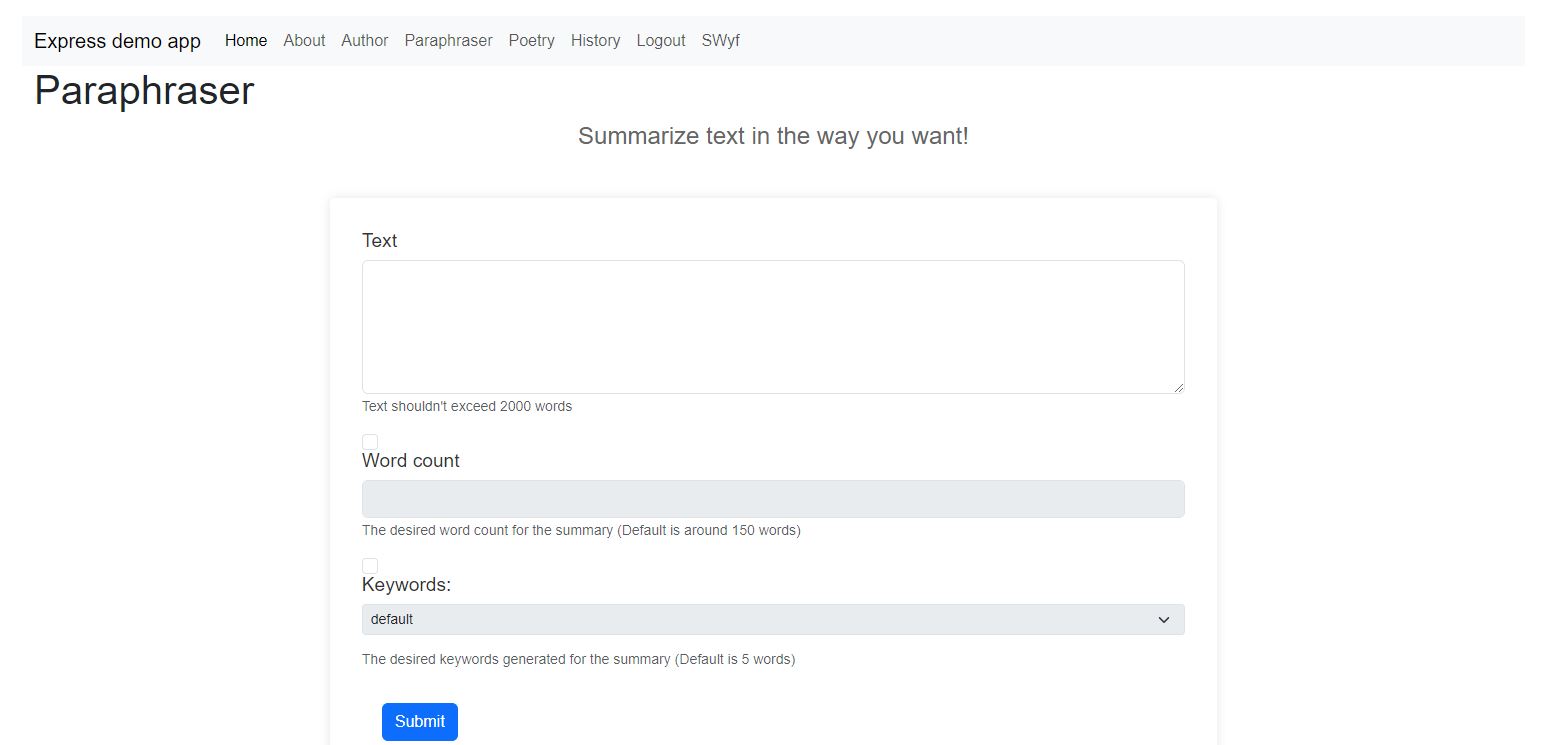 Express demo app Home About Author Paraphraser Poetry History Logout SWyf
Paraphraser
Summarize text in the way you want!
Text
Text shouldn't exceed 2000 words
Word count
The desired word count for the summary (Default is around 150 words)
Keywords:
default
The desired keywords generated for the summary (Default is 5 words)
Submit